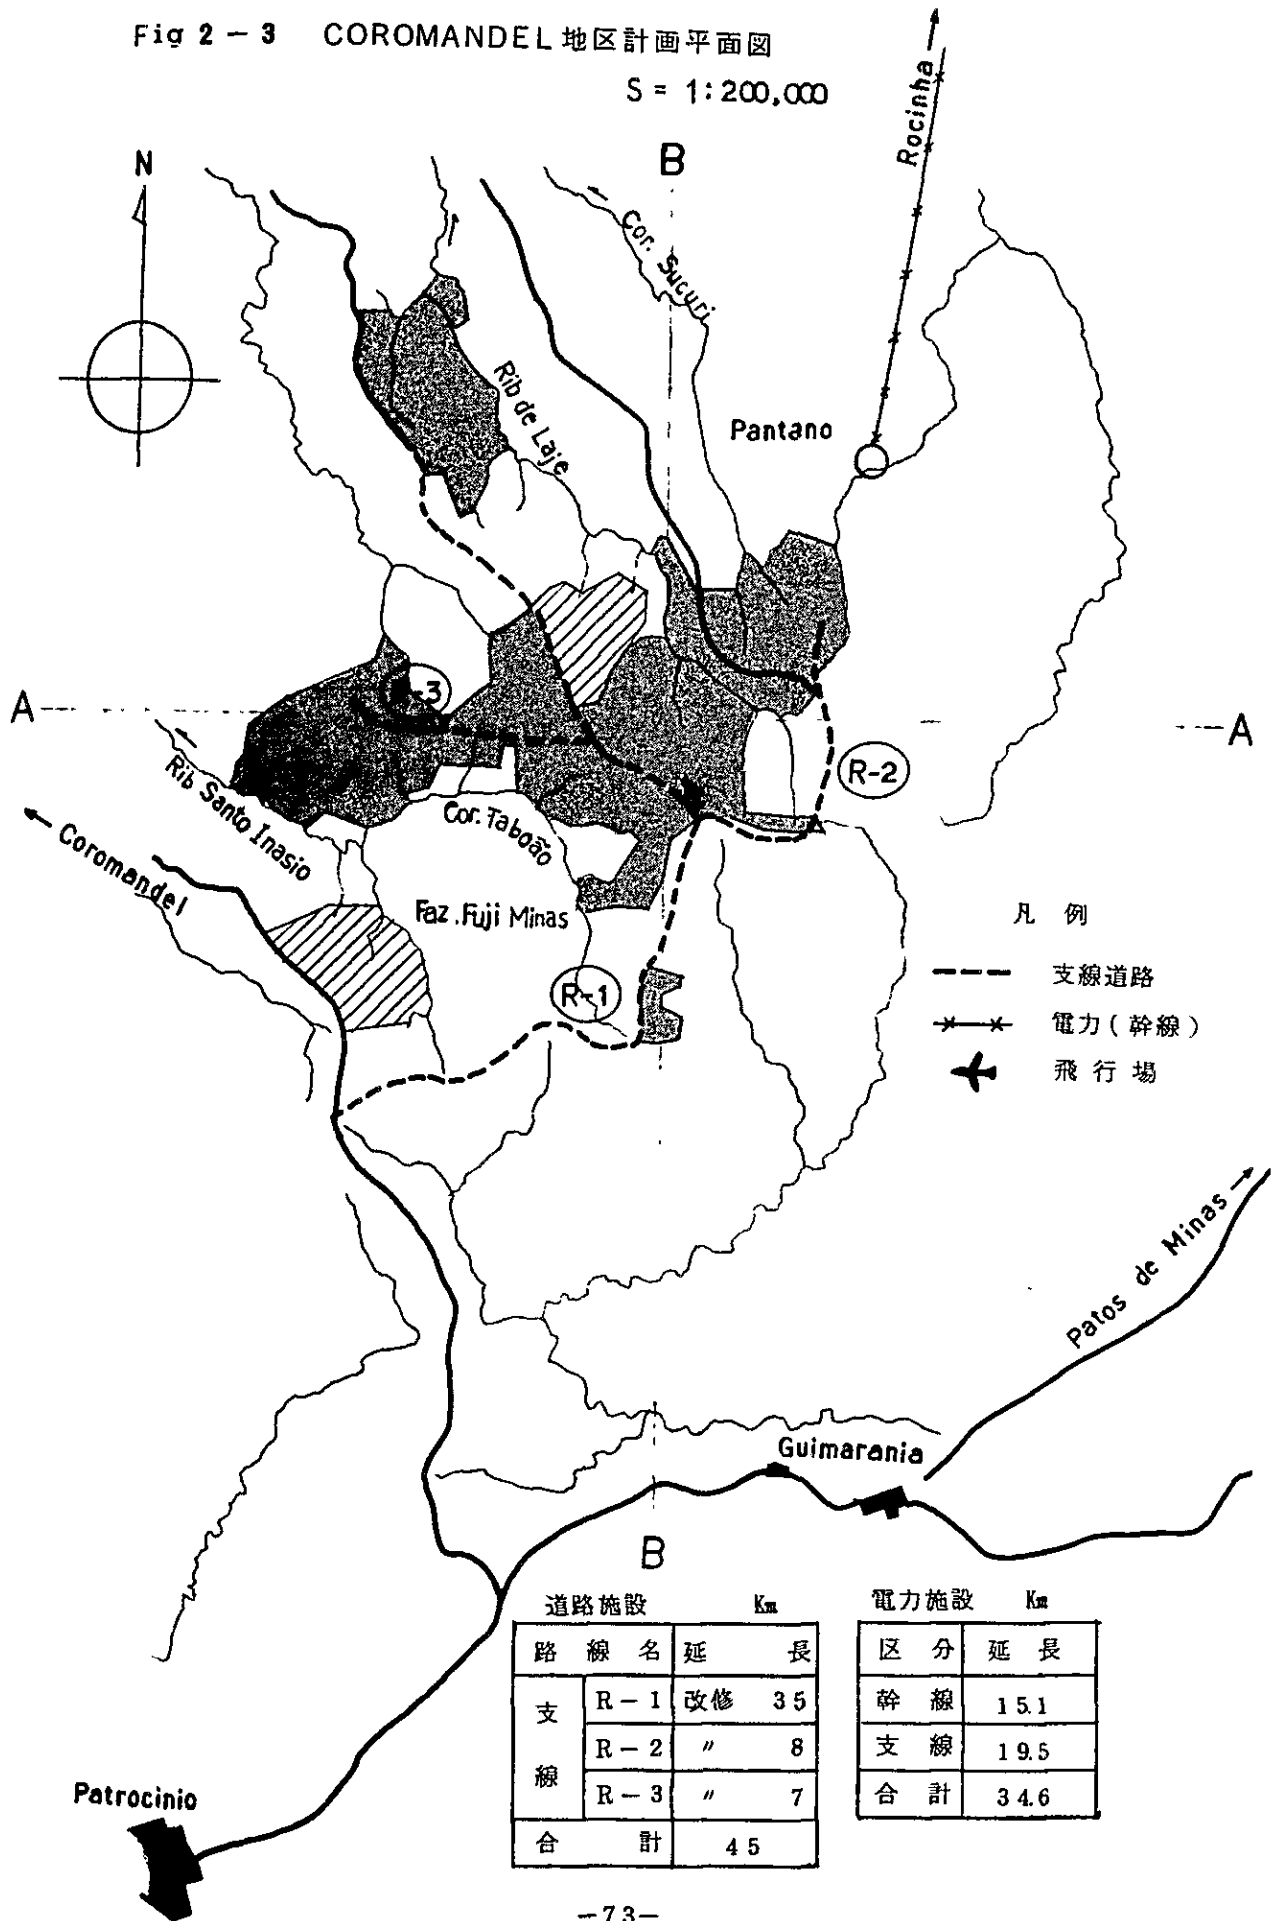 Fig 2 - 3 COROMANDEL地区計画平面図
S = 1:200,000
N
B
Rocinha
Cor. Sucuri
Rib de Laje
Pantano
A
A
R-3
R-2
Rib Santo Inasio
Cor. Taboão
Coromandel
Faz. Fuji Minas
R-1
凡例
支線道路
電力(幹線)
飛行場
Patos de Minas
Guimarania
B
道路施設 Km
路線名 延長
支線 R-1 改修 35
R-2 〃 8
R-3 〃 7
合計 45
電力施設 Km
区分 延長
幹線 15.1
支線 19.5
合計 34.6
Patrocinio
-73-